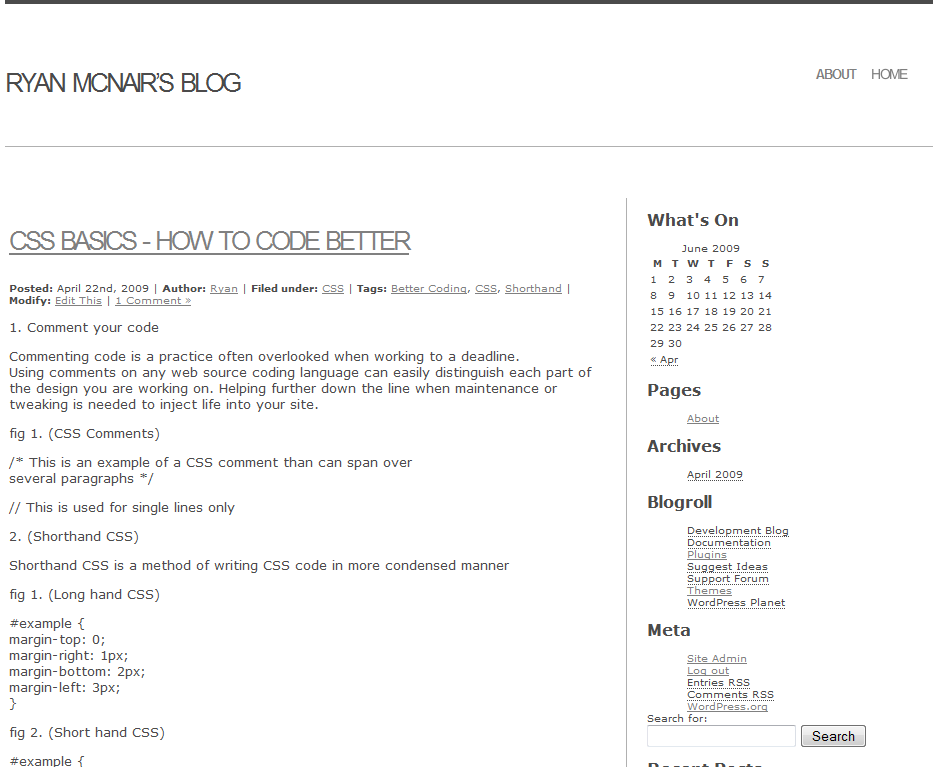 RYAN MCNAIR'S BLOG
ABOUT HOME
CSS BASICS - HOW TO CODE BETTER
Posted: April 22nd, 2009 | Author: Ryan | Filed under: CSS | Tags: Better Coding, CSS, Shorthand |
Modify: Edit This | 1 Comment »
1. Comment your code
Commenting code is a practice often overlooked when working to a deadline.
Using comments on any web source coding language can easily distinguish each part of
the design you are working on. Helping further down the line when maintenance or
tweaking is needed to inject life into your site.
fig 1. (CSS Comments)
/* This is an example of a CSS comment than can span over
several paragraphs */
// This is used for single lines only
2. (Shorthand CSS)
Shorthand CSS is a method of writing CSS code in more condensed manner
fig 1. (Long hand CSS)
#example {
margin-top: 0;
margin-right: 1px;
margin-bottom: 2px;
margin-left: 3px;
}
fig 2. (Short hand CSS)
#example {
What's On
June 2009
M T W T F S S
1 2 3 4 5 6 7
8 9 10 11 12 13 14
15 16 17 18 19 20 21
22 23 24 25 26 27 28
29 30
« Apr
Pages
About
Archives
April 2009
Blogroll
Development Blog
Documentation
Plugins
Suggest Ideas
Support Forum
Themes
WordPress Planet
Meta
Site Admin
Log out
Entries RSS
Comments RSS
WordPress.org
Search for:
Search
Recent Posts